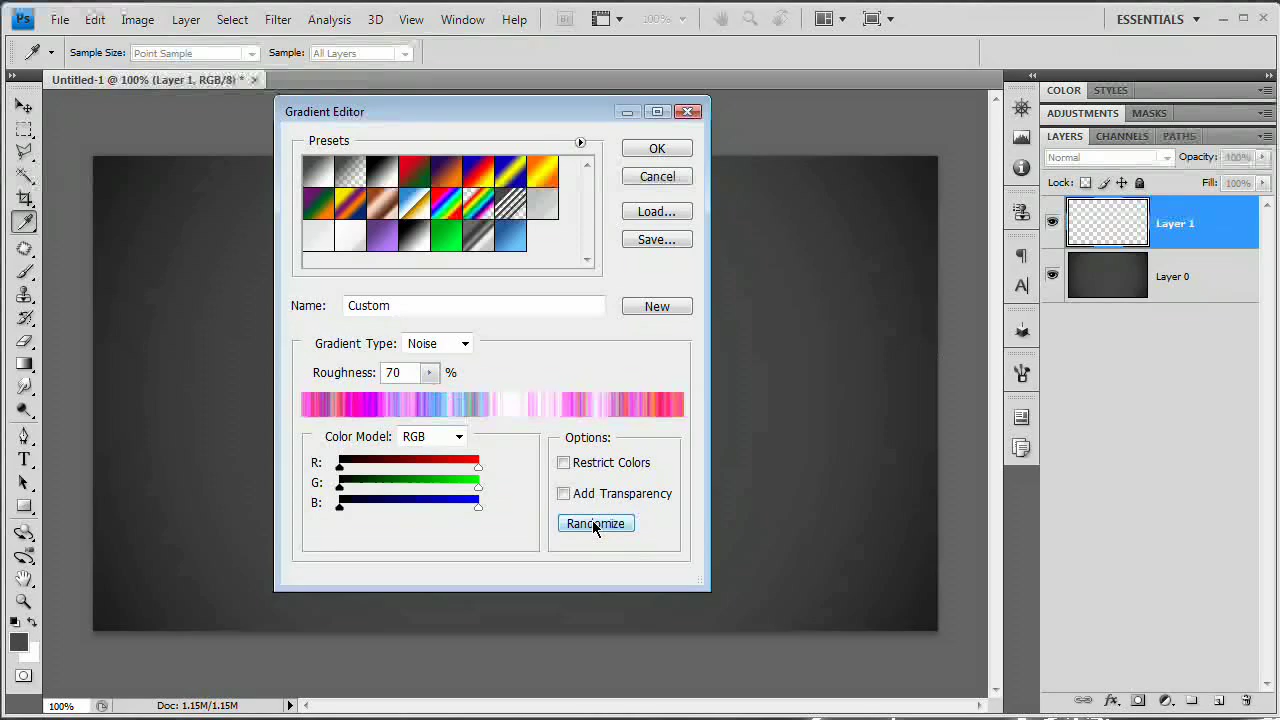 Ps File Edit Image Layer Select Filter Analysis 3D View Window Help Br 100% ESSENTIALS
Sample Size: Point Sample Sample: All Layers
Untitled-1 @ 100% (Layer 1, RGB/8) *
COLOR STYLES
ADJUSTMENTS MASKS
LAYERS CHANNELS PATHS
Normal Opacity: 100%
Lock: Fill: 100%
Layer 1
Layer 0
Gradient Editor
Presets
OK
Cancel
Load...
Save...
Name: Custom New
Gradient Type: Noise
Roughness: 70 %
Color Model: RGB
R:
G:
B:
Options:
Restrict Colors
Add Transparency
Randomize
100% Doc: 1.15M/1.15M